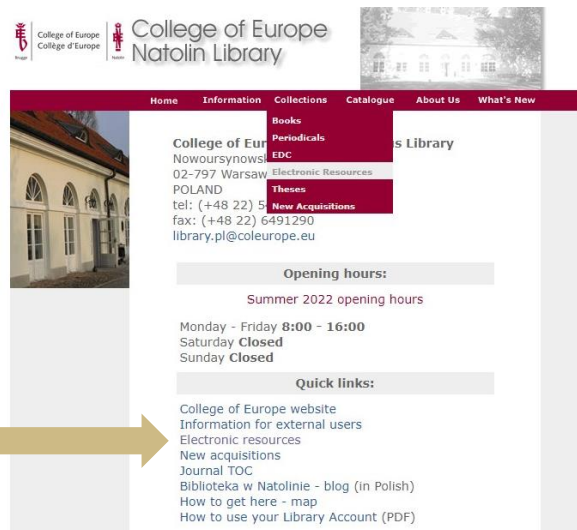 College of Europe
Collège d'Europe
Brugge
Natolin
College of Europe
Natolin Library
Home Information Collections Catalogue About Us What's New
Books
Periodicals
EDC
Electronic Resources
Theses
New Acquisitions
College of Eur s Library
Nowoursynowsk
02-797 Warsaw
POLAND
tel: (+48 22) 5
fax: (+48 22) 6491290
library.pl@coleurope.eu
Opening hours:
Summer 2022 opening hours
Monday - Friday 8:00 - 16:00
Saturday Closed
Sunday Closed
Quick links:
College of Europe website
Information for external users
Electronic resources
New acquisitions
Journal TOC
Biblioteka w Natolinie - blog (in Polish)
How to get here - map
How to use your Library Account (PDF)